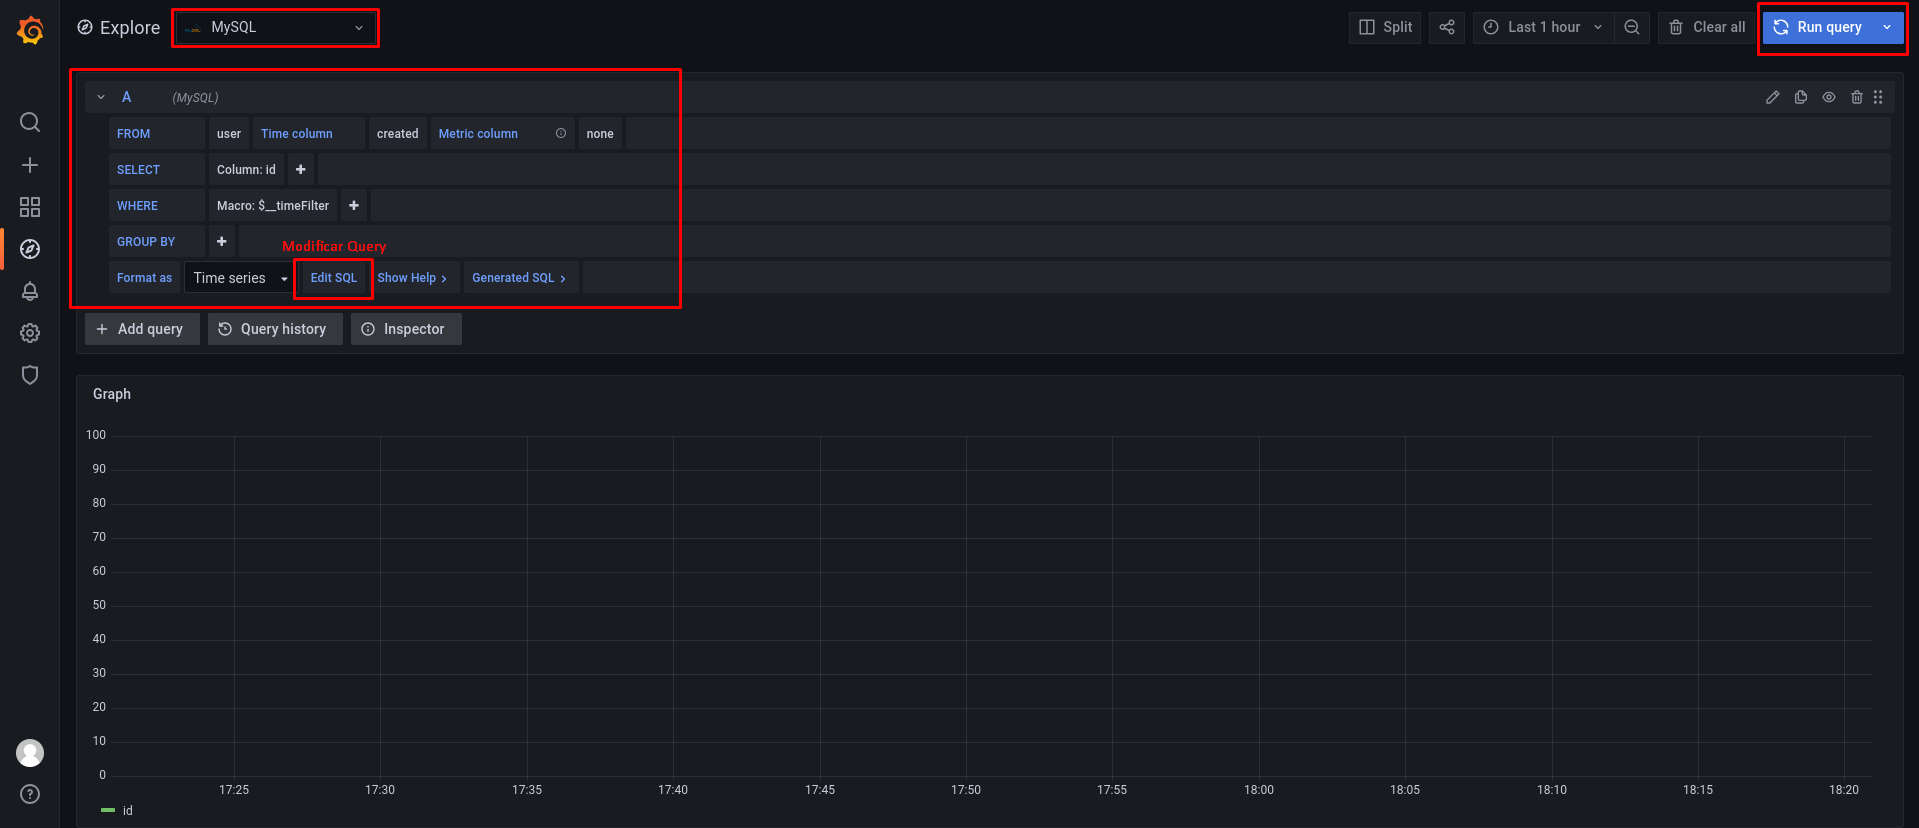 Explore MySQL Split Last 1 hour Clear all Run query
A (MySQL)
FROM user Time column created Metric column none
SELECT Column: id +
WHERE Macro: $__timeFilter +
GROUP BY +
Modificar Query
Format as Time series Edit SQL Show Help > Generated SQL >
+ Add query Query history Inspector
Graph
100
90
80
70
60
50
40
30
20
10
0
17:25 17:30 17:35 17:40 17:45 17:50 17:55 18:00 18:05 18:10 18:15 18:20
id